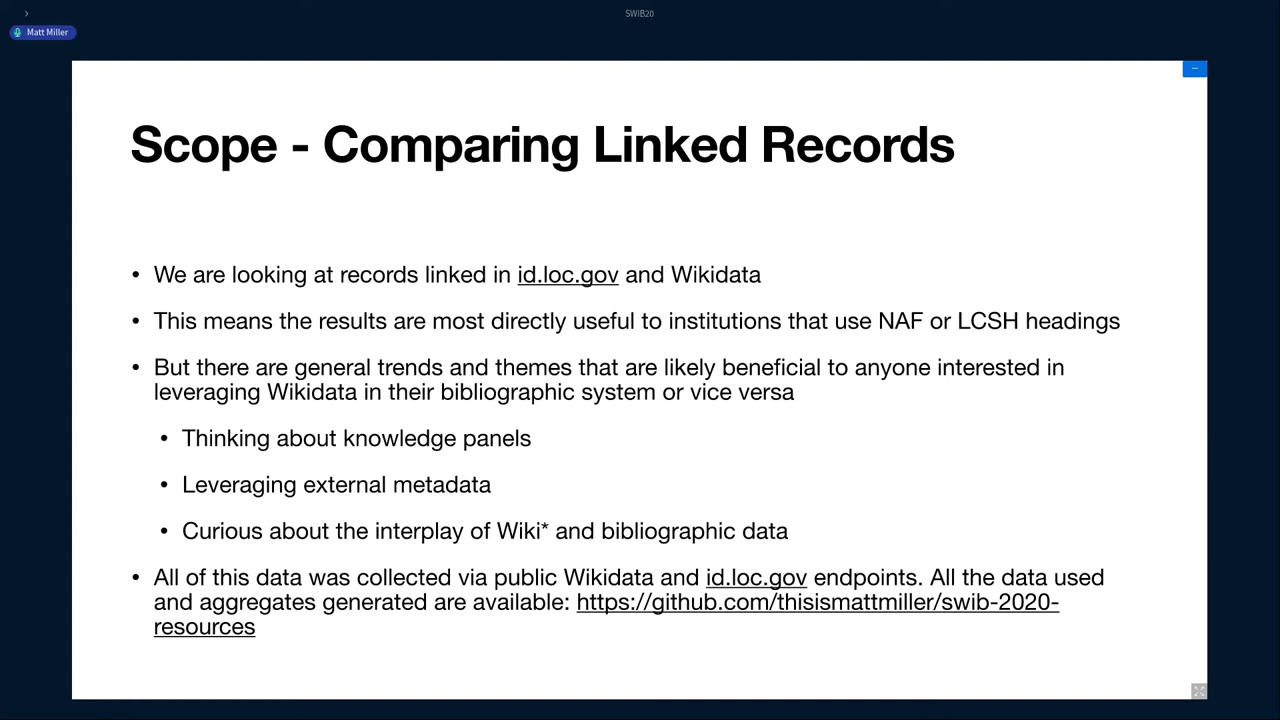 SWIB20
Matt Miller
Scope - Comparing Linked Records
• We are looking at records linked in id.loc.gov and Wikidata
• This means the results are most directly useful to institutions that use NAF or LCSH headings
• But there are general trends and themes that are likely beneficial to anyone interested in
leveraging Wikidata in their bibliographic system or vice versa
• Thinking about knowledge panels
• Leveraging external metadata
• Curious about the interplay of Wiki* and bibliographic data
• All of this data was collected via public Wikidata and id.loc.gov endpoints. All the data used
and aggregates generated are available: https://github.com/thisismattmiller/swib-2020-
resources